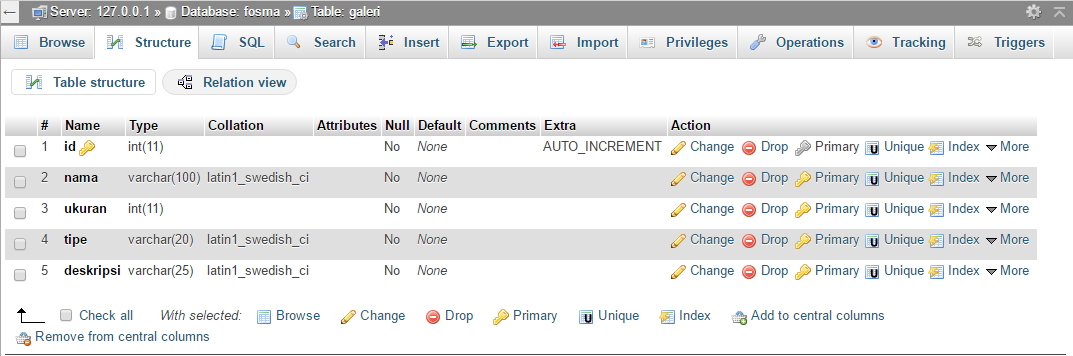 Server: 127.0.0.1 » Database: fosma » Table: galeri
Browse Structure SQL Search Insert Export Import Privileges Operations Tracking Triggers
Table structure Relation view
# Name Type Collation Attributes Null Default Comments Extra Action
1 id int(11) No None AUTO_INCREMENT Change Drop Primary Unique Index More
2 nama varchar(100) latin1_swedish_ci No None Change Drop Primary Unique Index More
3 ukuran int(11) No None Change Drop Primary Unique Index More
4 tipe varchar(20) latin1_swedish_ci No None Change Drop Primary Unique Index More
5 deskripsi varchar(25) latin1_swedish_ci No None Change Drop Primary Unique Index More
Check all With selected: Browse Change Drop Primary Unique Index Add to central columns
Remove from central columns